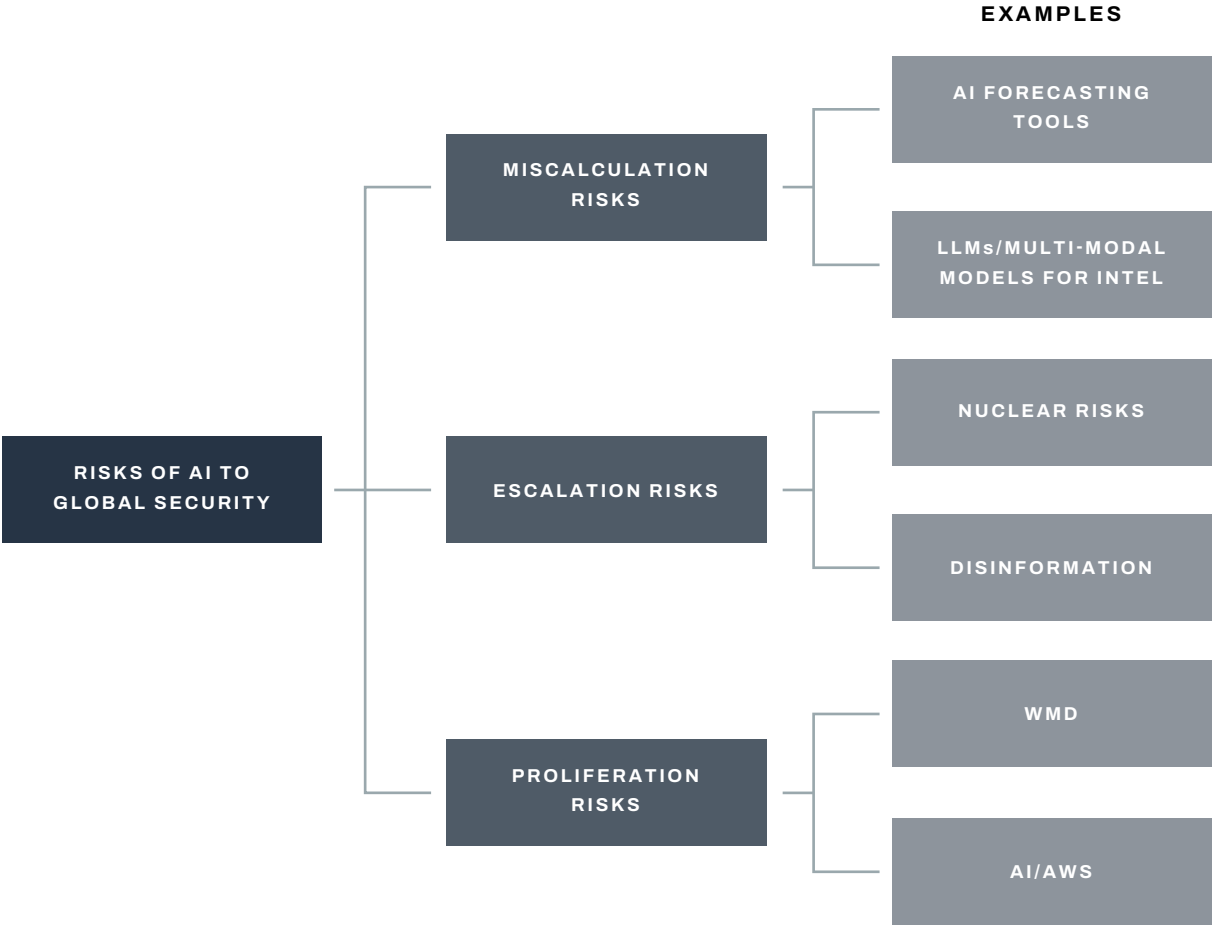 EXAMPLES
RISKS OF AI TO
GLOBAL SECURITY
MISCALCULATION
RISKS
AI FORECASTING
TOOLS
LLMs/MULTI-MODAL
MODELS FOR INTEL
ESCALATION RISKS
NUCLEAR RISKS
DISINFORMATION
PROLIFERATION
RISKS
WMD
AI/AWS